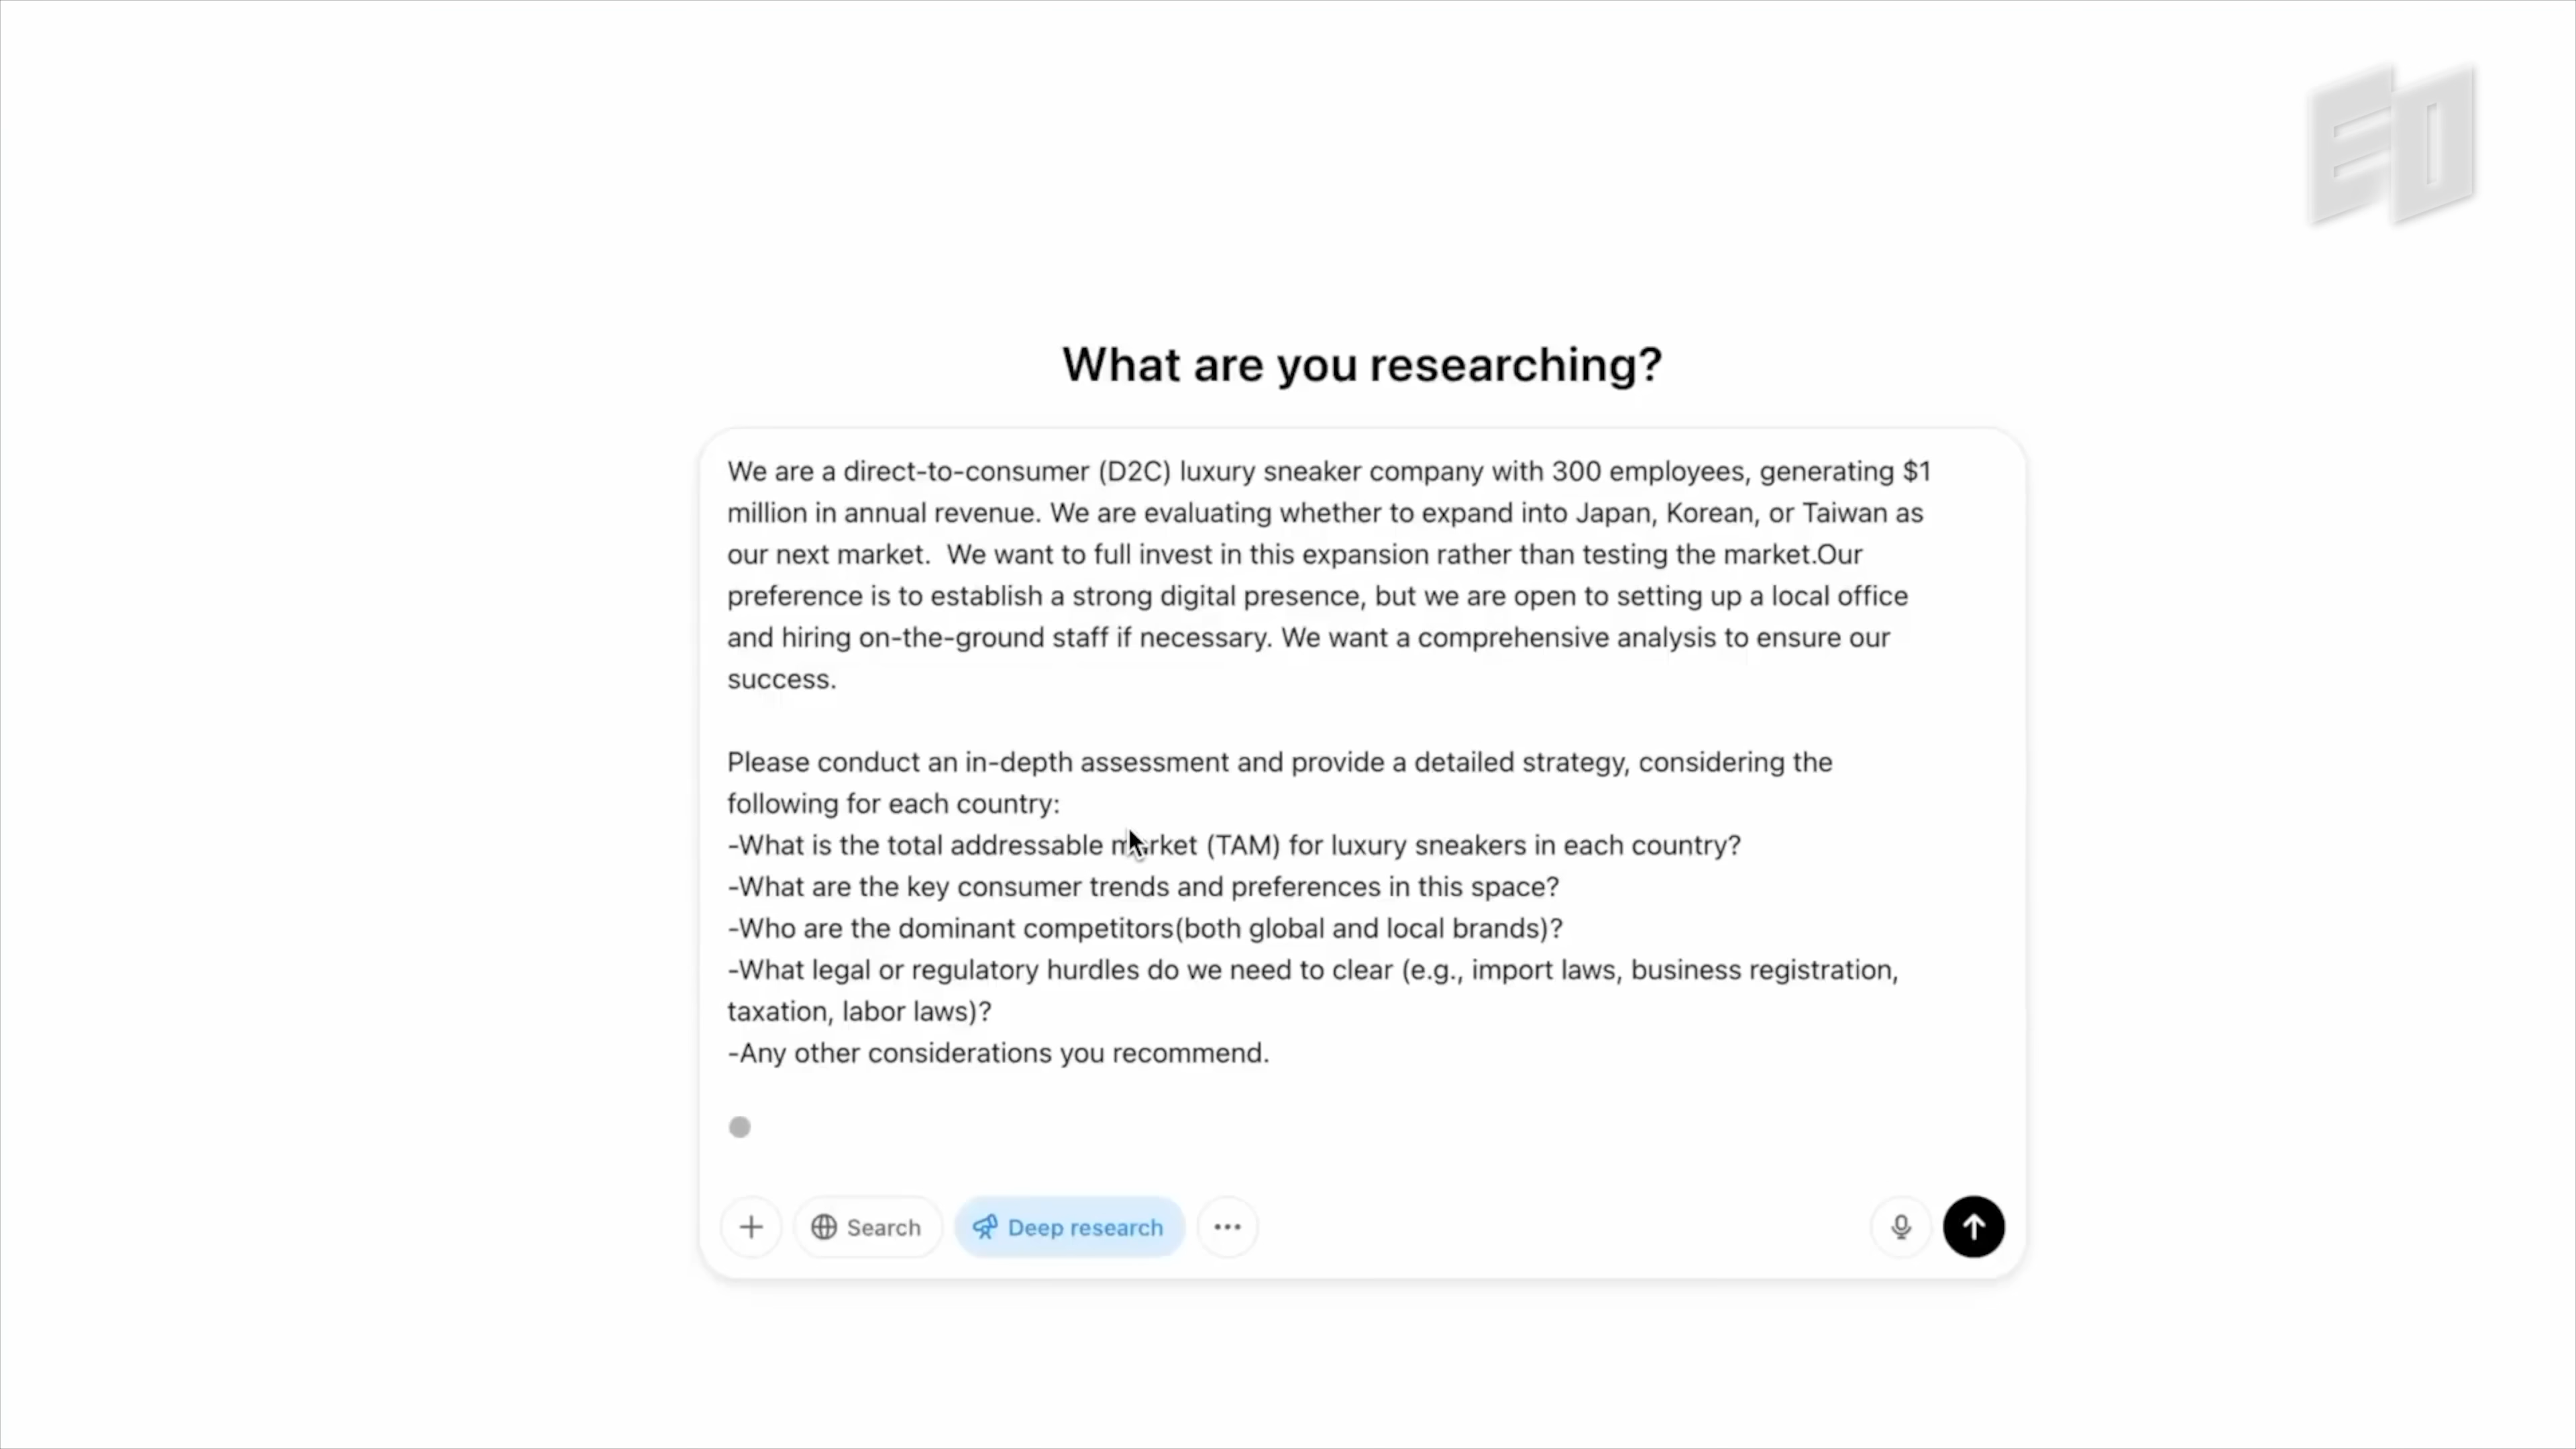 EO
What are you researching?
We are a direct-to-consumer (D2C) luxury sneaker company with 300 employees, generating $1
million in annual revenue. We are evaluating whether to expand into Japan, Korean, or Taiwan as
our next market.  We want to full invest in this expansion rather than testing the market.Our
preference is to establish a strong digital presence, but we are open to setting up a local office
and hiring on-the-ground staff if necessary. We want a comprehensive analysis to ensure our
success.
Please conduct an in-depth assessment and provide a detailed strategy, considering the
following for each country:
-What is the total addressable market (TAM) for luxury sneakers in each country?
-What are the key consumer trends and preferences in this space?
-Who are the dominant competitors(both global and local brands)?
-What legal or regulatory hurdles do we need to clear (e.g., import laws, business registration,
taxation, labor laws)?
-Any other considerations you recommend.
Search
Deep research